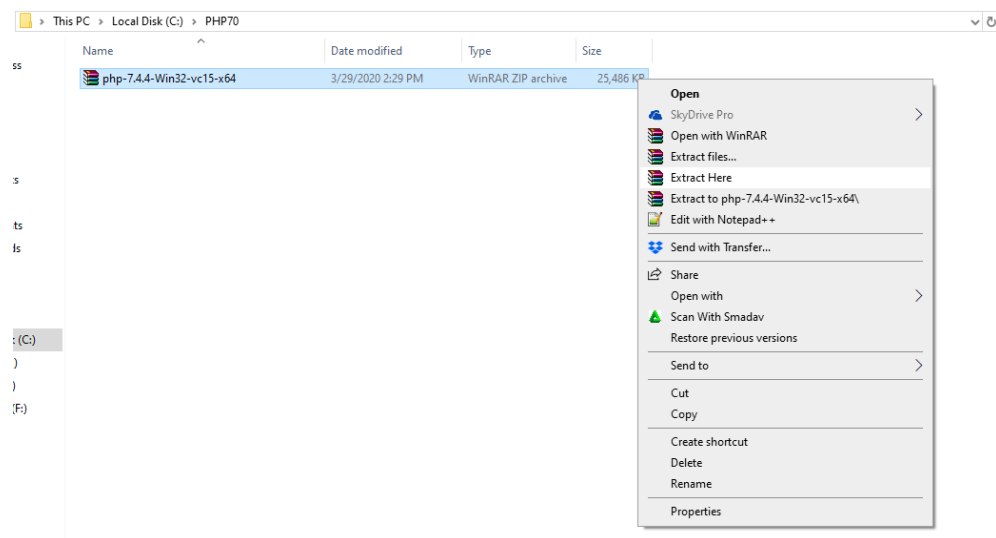 This PC > Local Disk (C:) > PHP70
Name Date modified Type Size
ss
php-7.4.4-Win32-vc15-x64 3/29/2020 2:29 PM WinRAR ZIP archive 25,486 KB
Open
SkyDrive Pro
Open with WinRAR
Extract files...
Extract Here
Extract to php-7.4.4-Win32-vc15-x64\
Edit with Notepad++
Send with Transfer...
Share
Open with
Scan With Smadav
Restore previous versions
Send to
Cut
Copy
Create shortcut
Delete
Rename
Properties
ts
ds
(C:)
)
)
(F:)